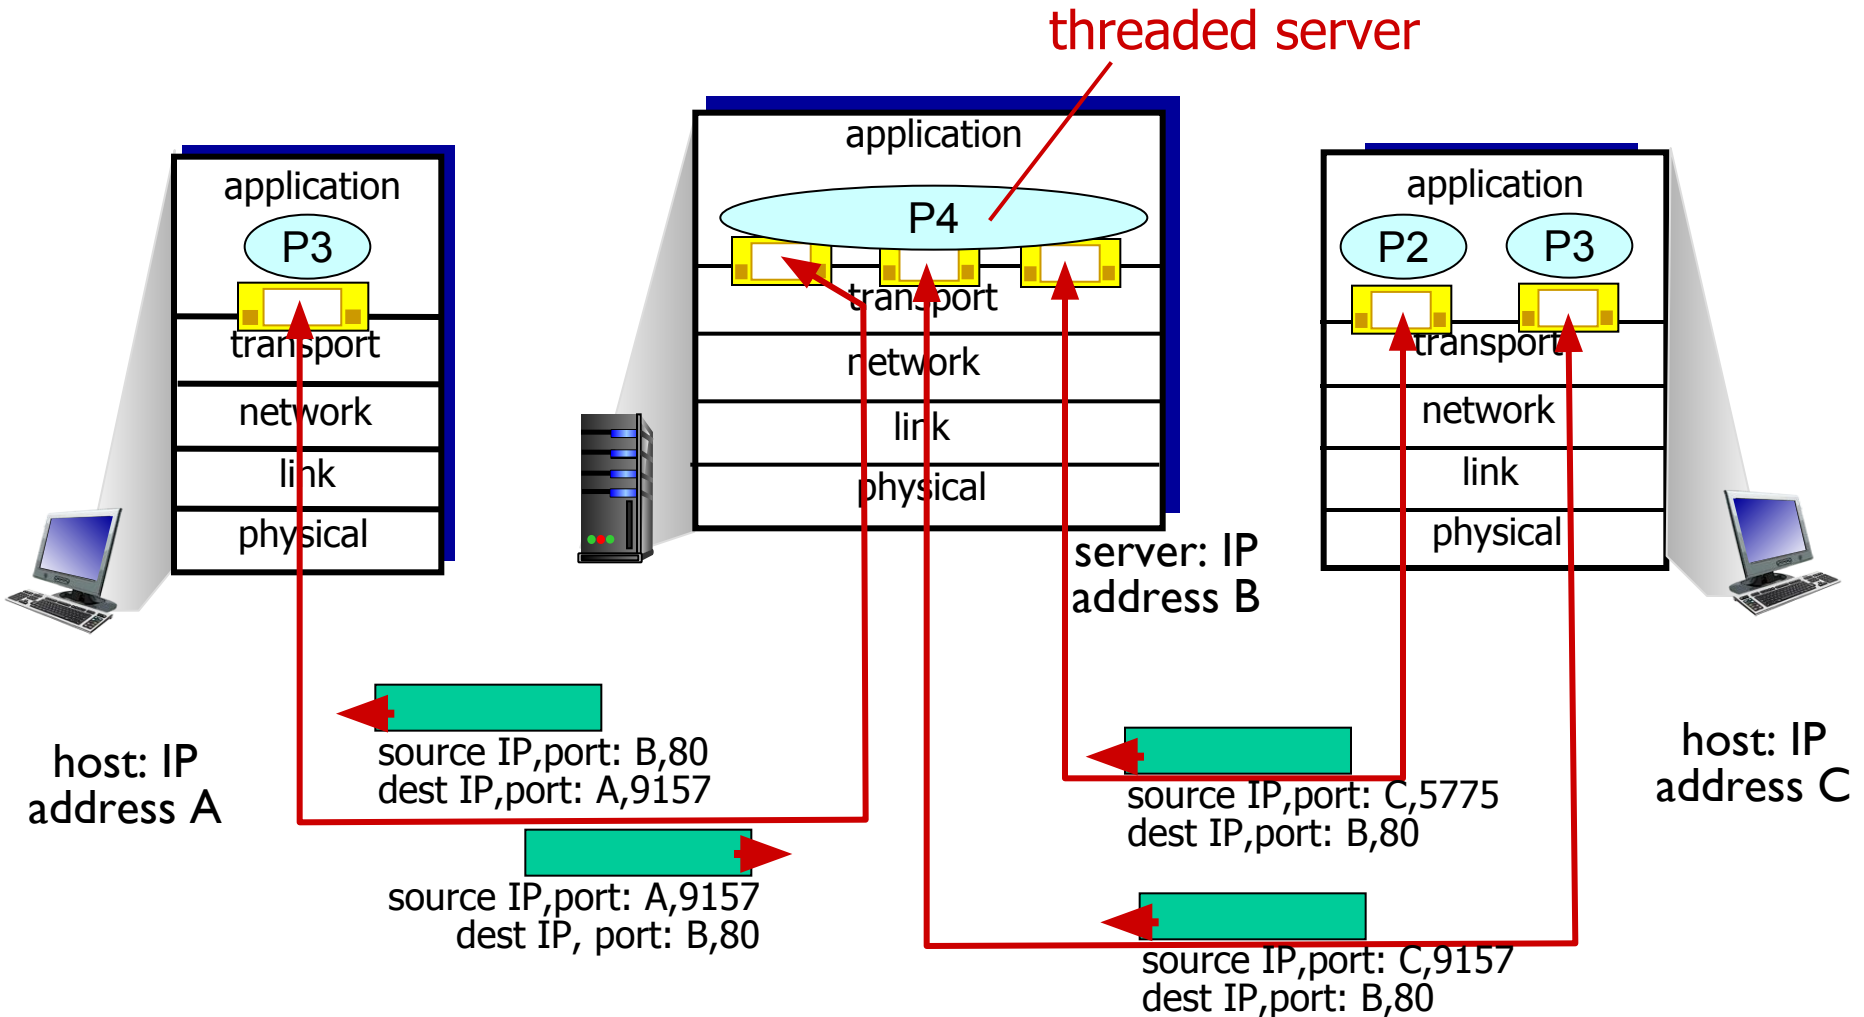 threaded server
application
P3
transport
network
link
physical
application
P4
transport
network
link
physical
application
P2
P3
transport
network
link
physical
server: IP
address B
host: IP
address A
source IP,port: B,80
dest IP,port: A,9157
source IP,port: A,9157
dest IP, port: B,80
source IP,port: C,5775
dest IP,port: B,80
source IP,port: C,9157
dest IP,port: B,80
host: IP
address C